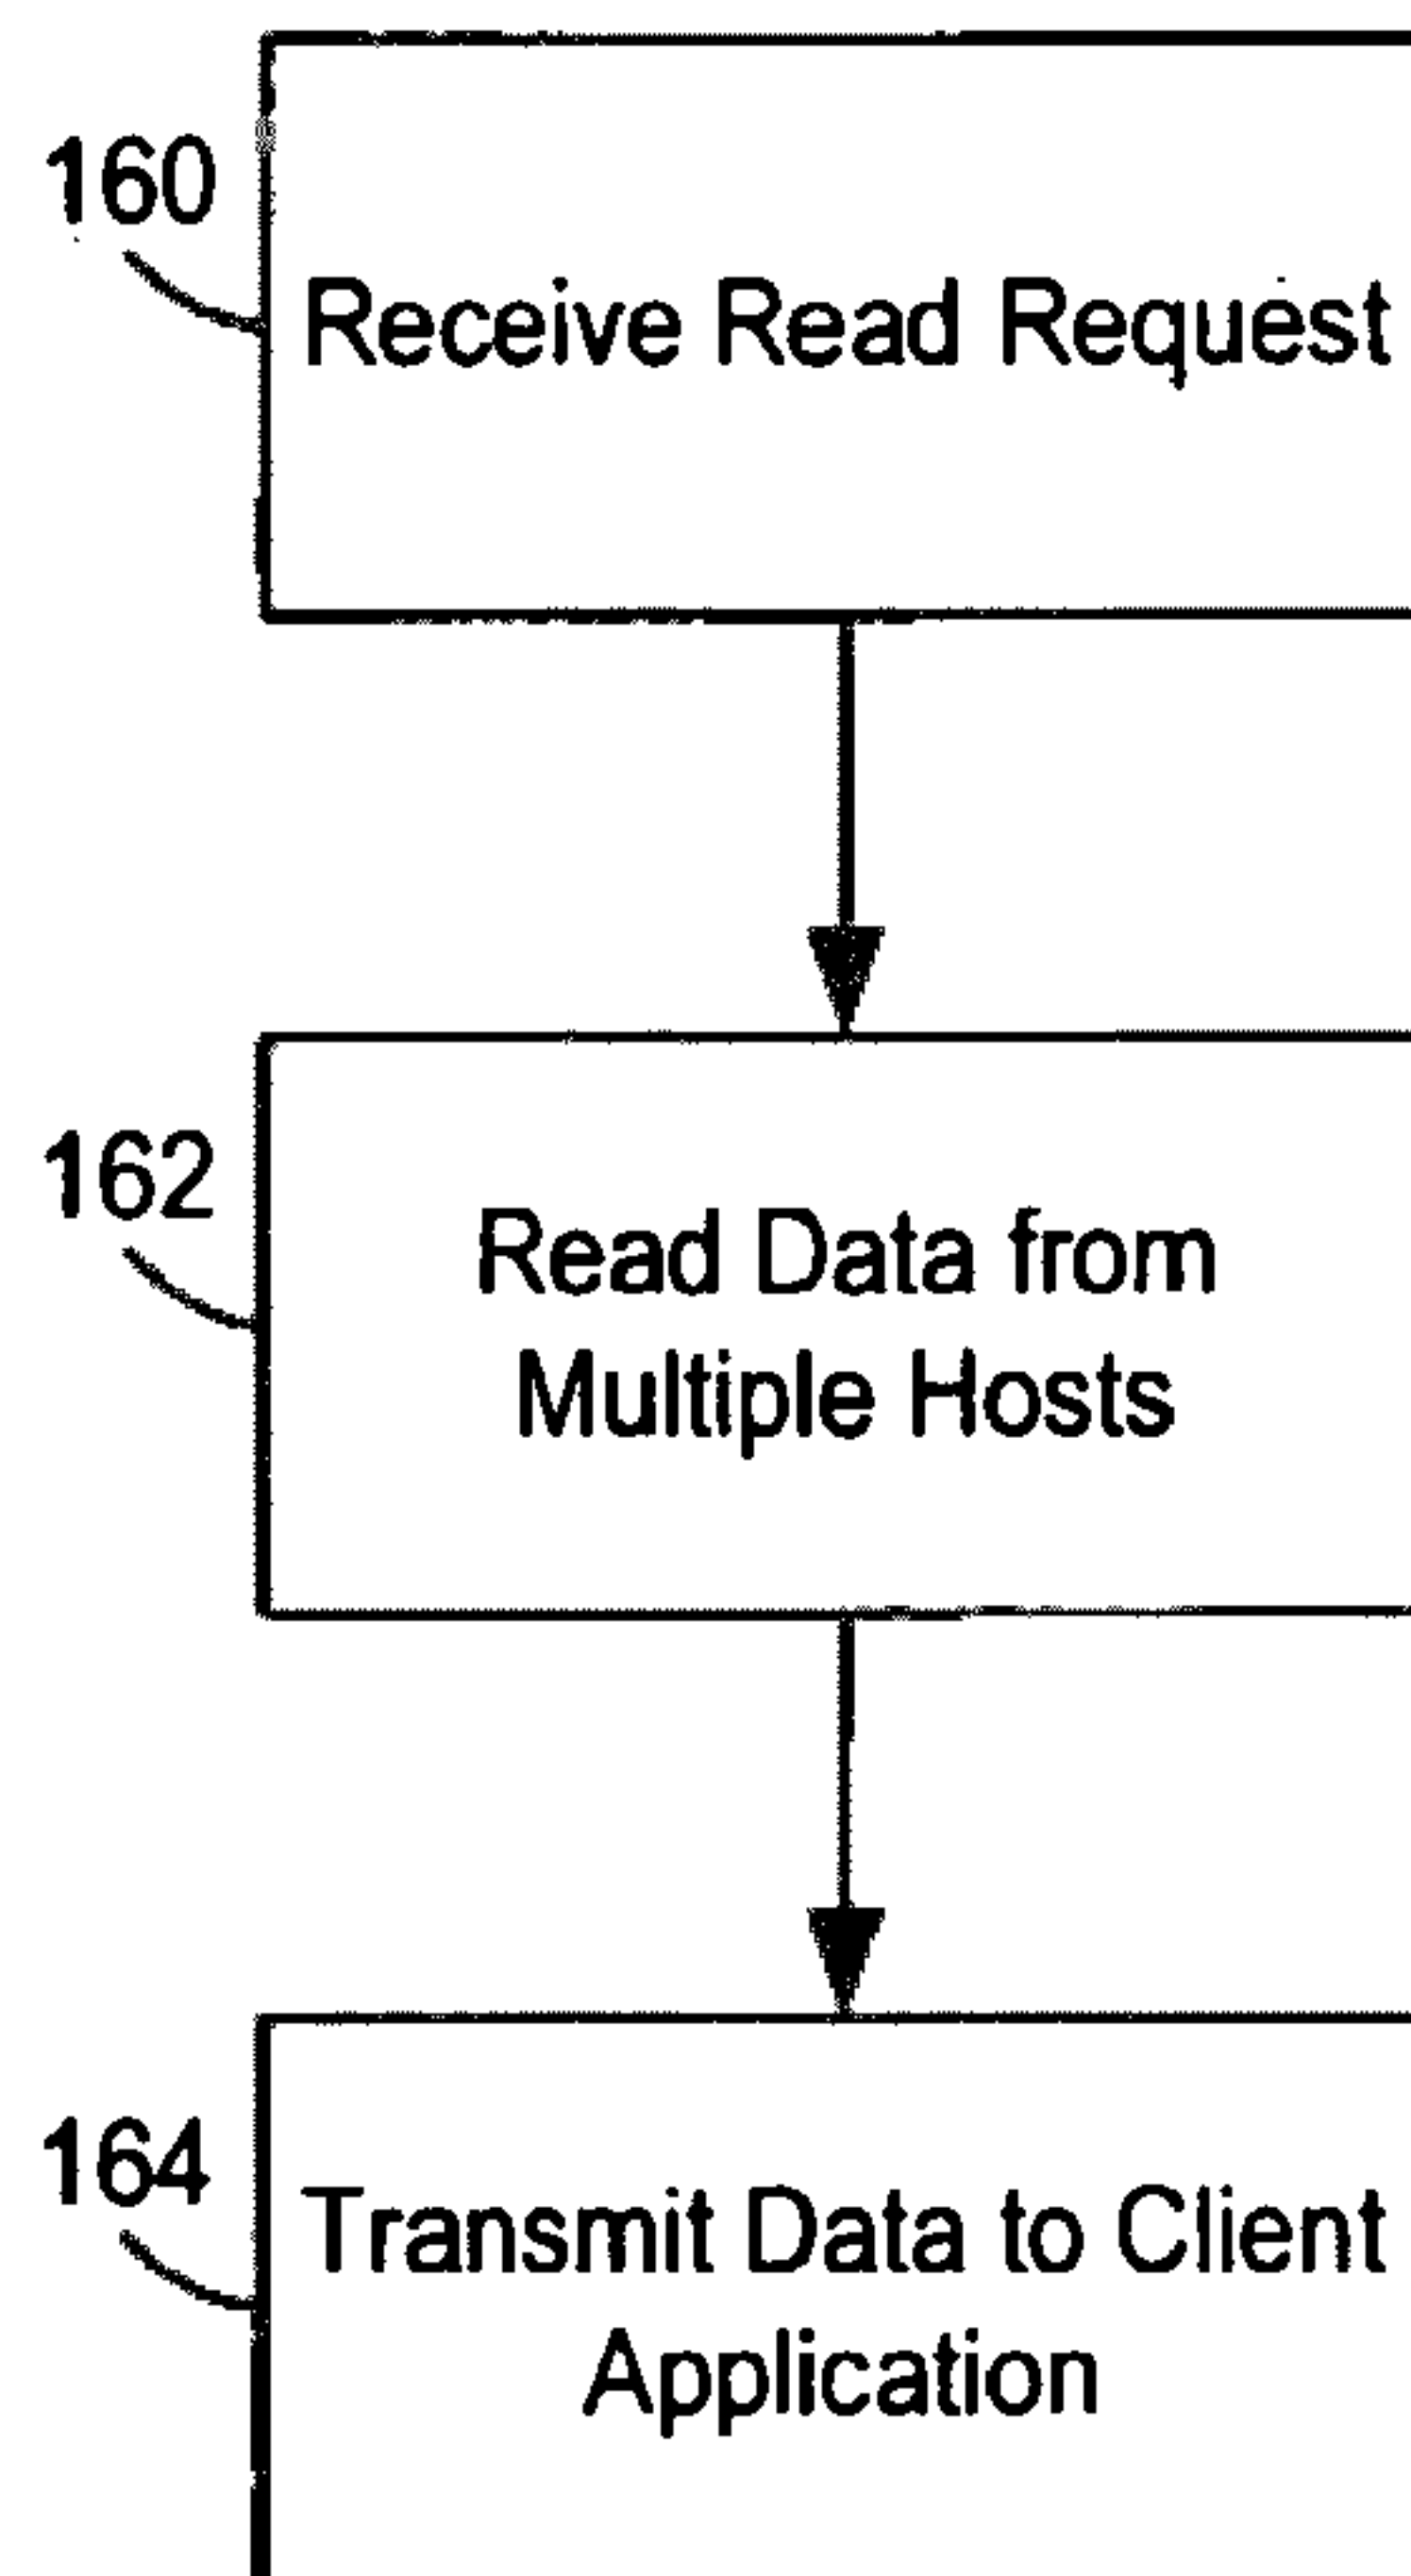 160
Receive Read Request
162
Read Data from
Multiple Hosts
164
Transmit Data to Client
Application